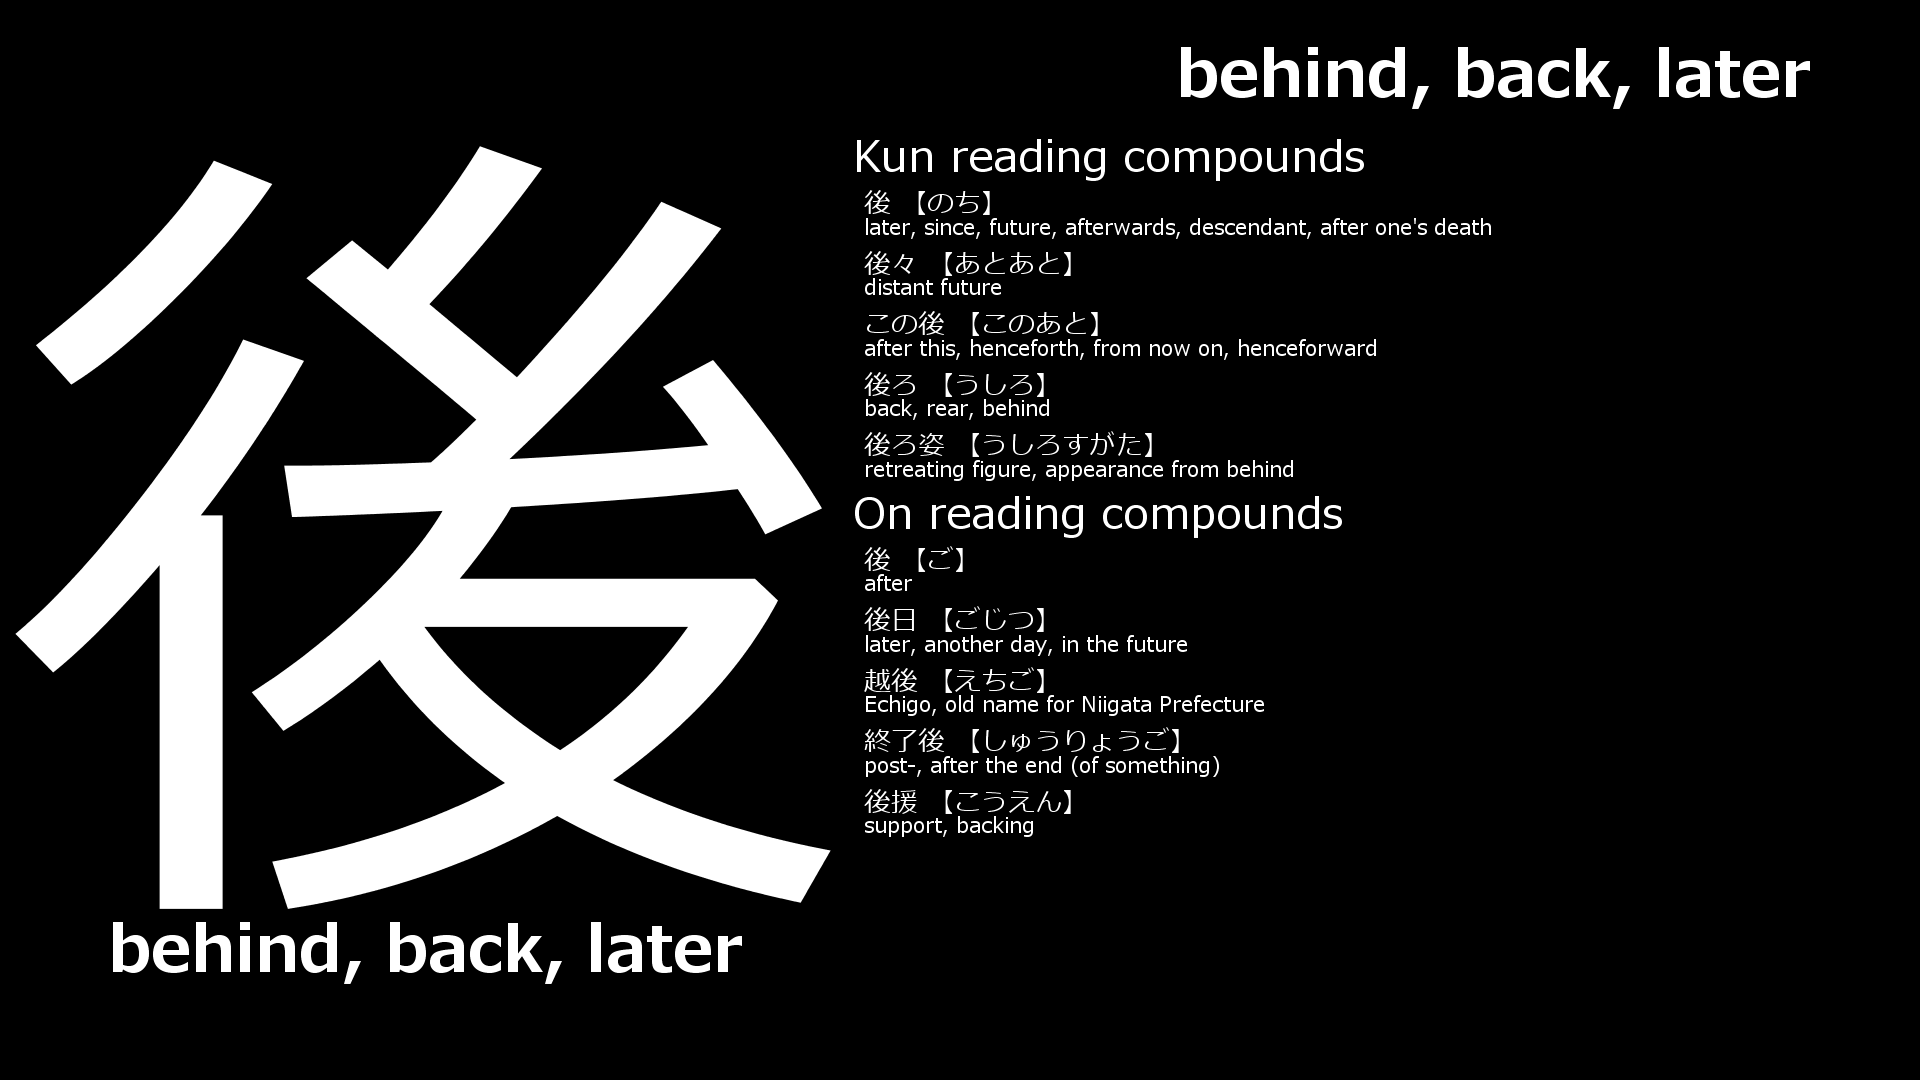 behind, back, later
後
behind, back, later
Kun reading compounds
後 【のち】
later, since, future, afterwards, descendant, after one's death
後々 【あとあと】
distant future
この後 【このあと】
after this, henceforth, from now on, henceforward
後ろ 【うしろ】
back, rear, behind
後ろ姿 【うしろすがた】
retreating figure, appearance from behind
On reading compounds
後 【ご】
after
後日 【ごじつ】
later, another day, in the future
越後 【えちご】
Echigo, old name for Niigata Prefecture
終了後 【しゅうりょうご】
post-, after the end (of something)
後援 【こうえん】
support, backing